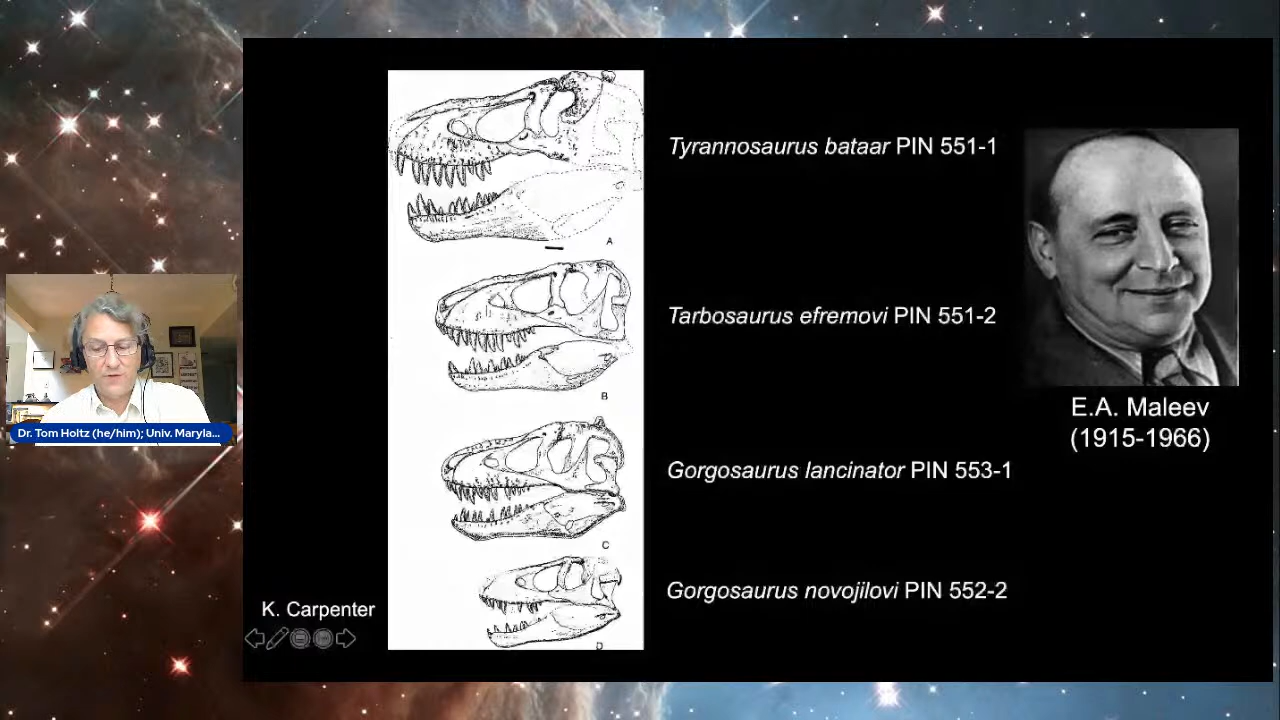 Tyrannosaurus bataar PIN 551-1
A
Tarbosaurus efremovi PIN 551-2
B
E.A. Maleev
(1915-1966)
Gorgosaurus lancinator PIN 553-1
C
Gorgosaurus novojilovi PIN 552-2
D
K. Carpenter
Dr. Tom Holtz (he/him); Univ. Maryla...